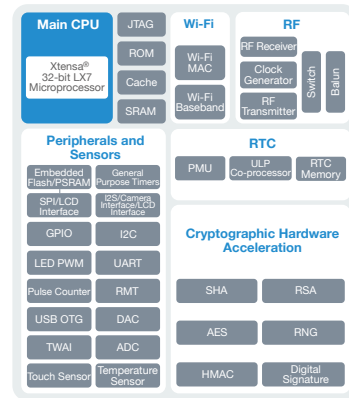 Main CPU
Xtensa®
32-bit LX7
Microprocessor
JTAG
ROM
Cache
SRAM
Wi-Fi
Wi-Fi
MAC
Wi-Fi
Baseband
RF
RF Receiver
Clock
Generator
RF
Transmitter
Switch
Balun
Peripherals and
Sensors
Embedded
Flash/PSRAM
General
Purpose Timers
SPI/LCD
Interface
I2S/Camera
Interface/LCD
Interface
GPIO
I2C
LED PWM
UART
Pulse Counter
RMT
USB OTG
DAC
TWAI
ADC
Touch Sensor
Temperature
Sensor
RTC
PMU
ULP
Co-processor
RTC
Memory
Cryptographic Hardware
Acceleration
SHA
RSA
AES
RNG
HMAC
Digital
Signature